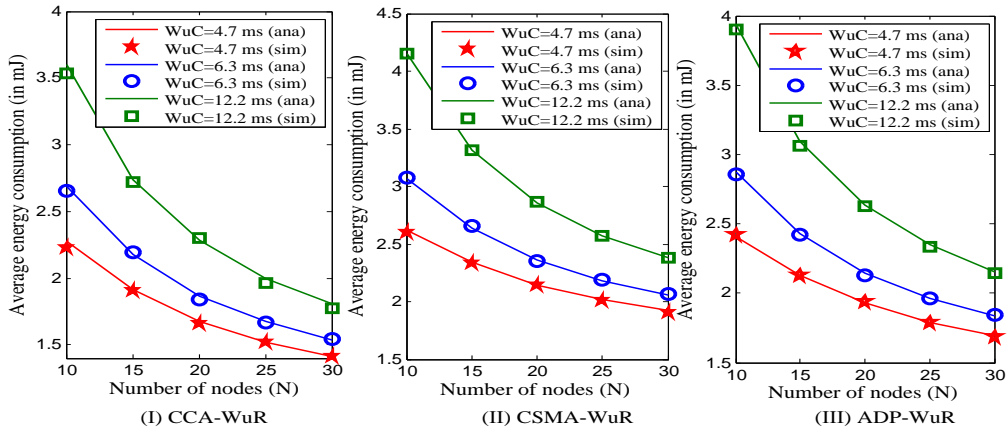 Average energy consumption (in mJ)
4
3.5
3
2.5
2
1.5
10
15
20
25
30
Number of nodes (N)
WuC=4.7 ms (ana)
WuC=4.7 ms (sim)
WuC=6.3 ms (ana)
WuC=6.3 ms (sim)
WuC=12.2 ms (ana)
WuC=12.2 ms (sim)
(I) CCA-WuR
Average energy consumption (in mJ)
4.5
4
3.5
3
2.5
2
1.5
10
15
20
25
30
Number of nodes (N)
WuC=4.7 ms (ana)
WuC=4.7 ms (sim)
WuC=6.3 ms (ana)
WuC=6.3 ms (sim)
WuC=12.2 ms (ana)
WuC=12.2 ms (sim)
(II) CSMA-WuR
Average energy consumption (in mJ)
4
3.5
3
2.5
2
1.5
10
15
20
25
30
Number of nodes (N)
WuC=4.7 ms (ana)
WuC=4.7 ms (sim)
WuC=6.3 ms (ana)
WuC=6.3 ms (sim)
WuC=12.2 ms (ana)
WuC=12.2 ms (sim)
(III) ADP-WuR